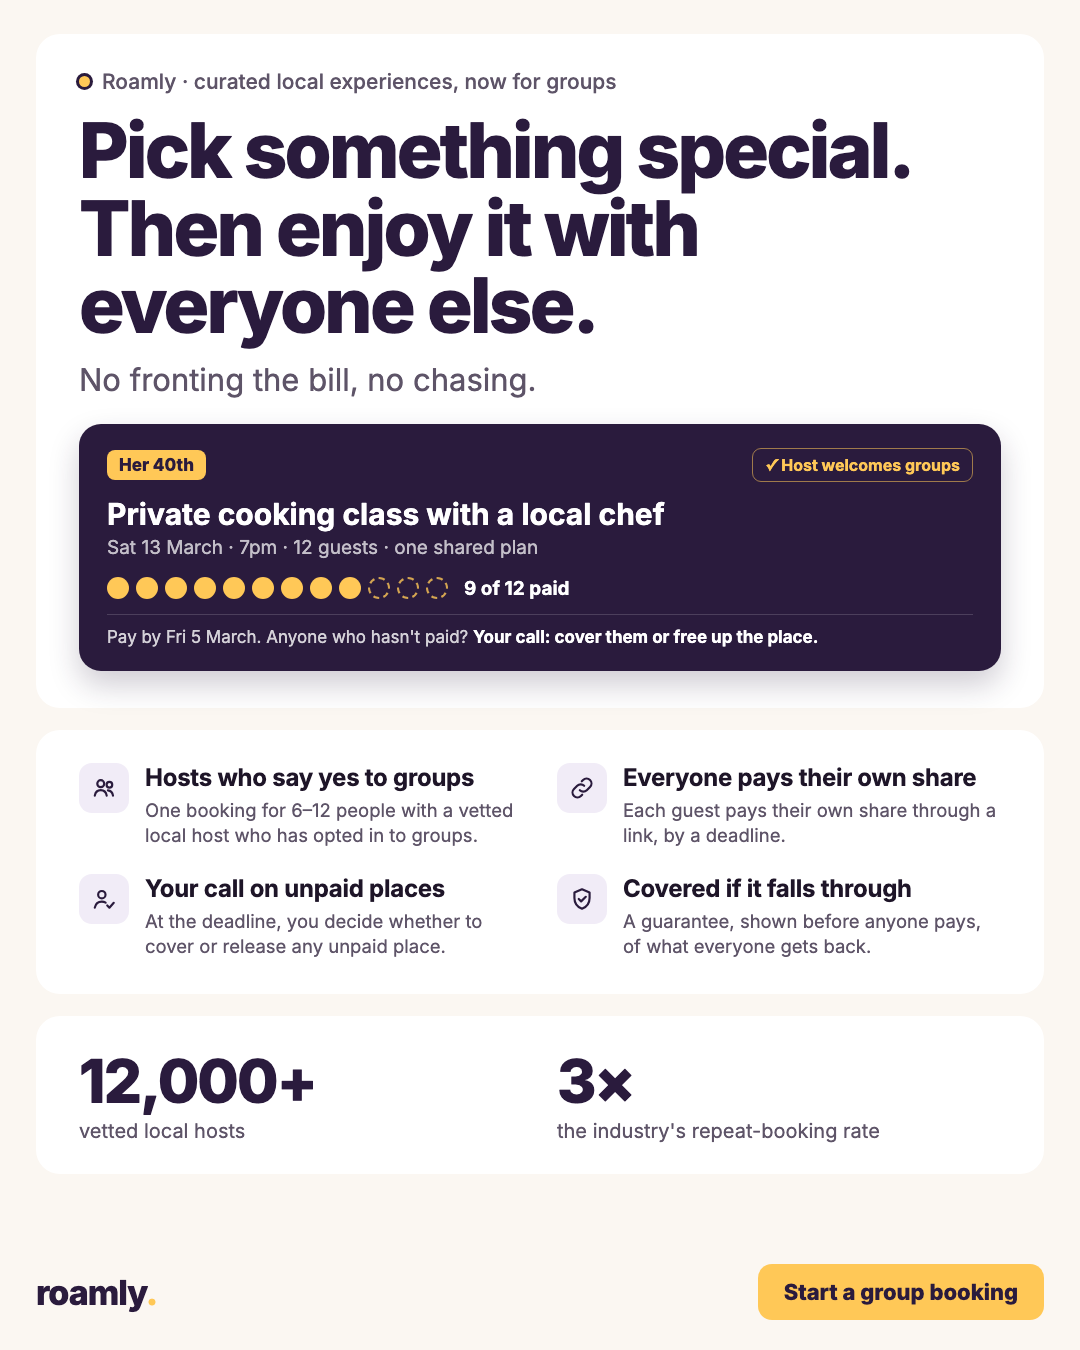 Roamly · curated local experiences, now for groups
Pick something special.
Then enjoy it with
everyone else.
No fronting the bill, no chasing.
Her 40th
✓Host welcomes groups
Private cooking class with a local chef
Sat 13 March · 7pm · 12 guests · one shared plan
9 of 12 paid
Pay by Fri 5 March. Anyone who hasn't paid? Your call: cover them or free up the place.
Hosts who say yes to groups
One booking for 6–12 people with a vetted
local host who has opted in to groups.
Everyone pays their own share
Each guest pays their own share through a
link, by a deadline.
Your call on unpaid places
At the deadline, you decide whether to
cover or release any unpaid place.
Covered if it falls through
A guarantee, shown before anyone pays,
of what everyone gets back.
12,000+
vetted local hosts
3×
the industry's repeat-booking rate
roamly.
Start a group booking